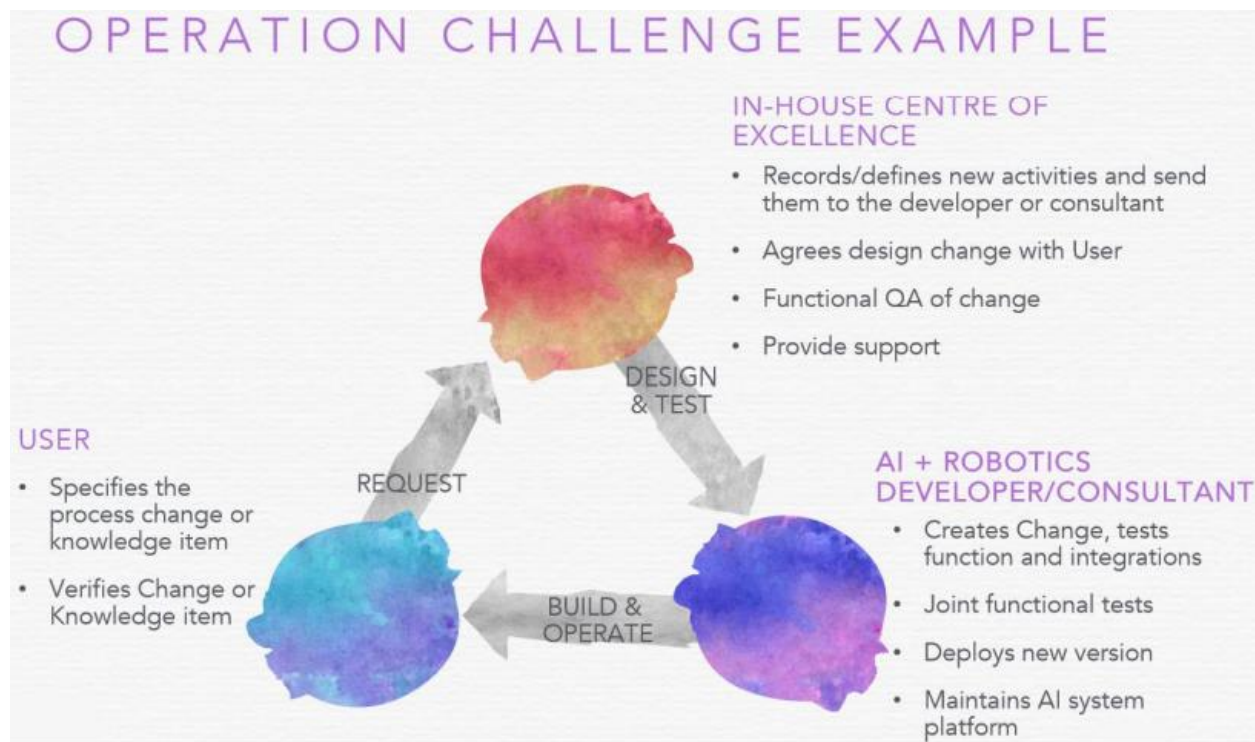 OPERATION CHALLENGE EXAMPLE
IN-HOUSE CENTRE OF
EXCELLENCE
• Records/defines new activities and send
them to the developer or consultant
• Agrees design change with User
• Functional QA of change
• Provide support
DESIGN
& TEST
USER
• Specifies the
process change or
knowledge item
• Verifies Change or
Knowledge item
REQUEST
AI + ROBOTICS
DEVELOPER/CONSULTANT
• Creates Change, tests
function and integrations
• Joint functional tests
• Deploys new version
• Maintains AI system
platform
BUILD &
OPERATE